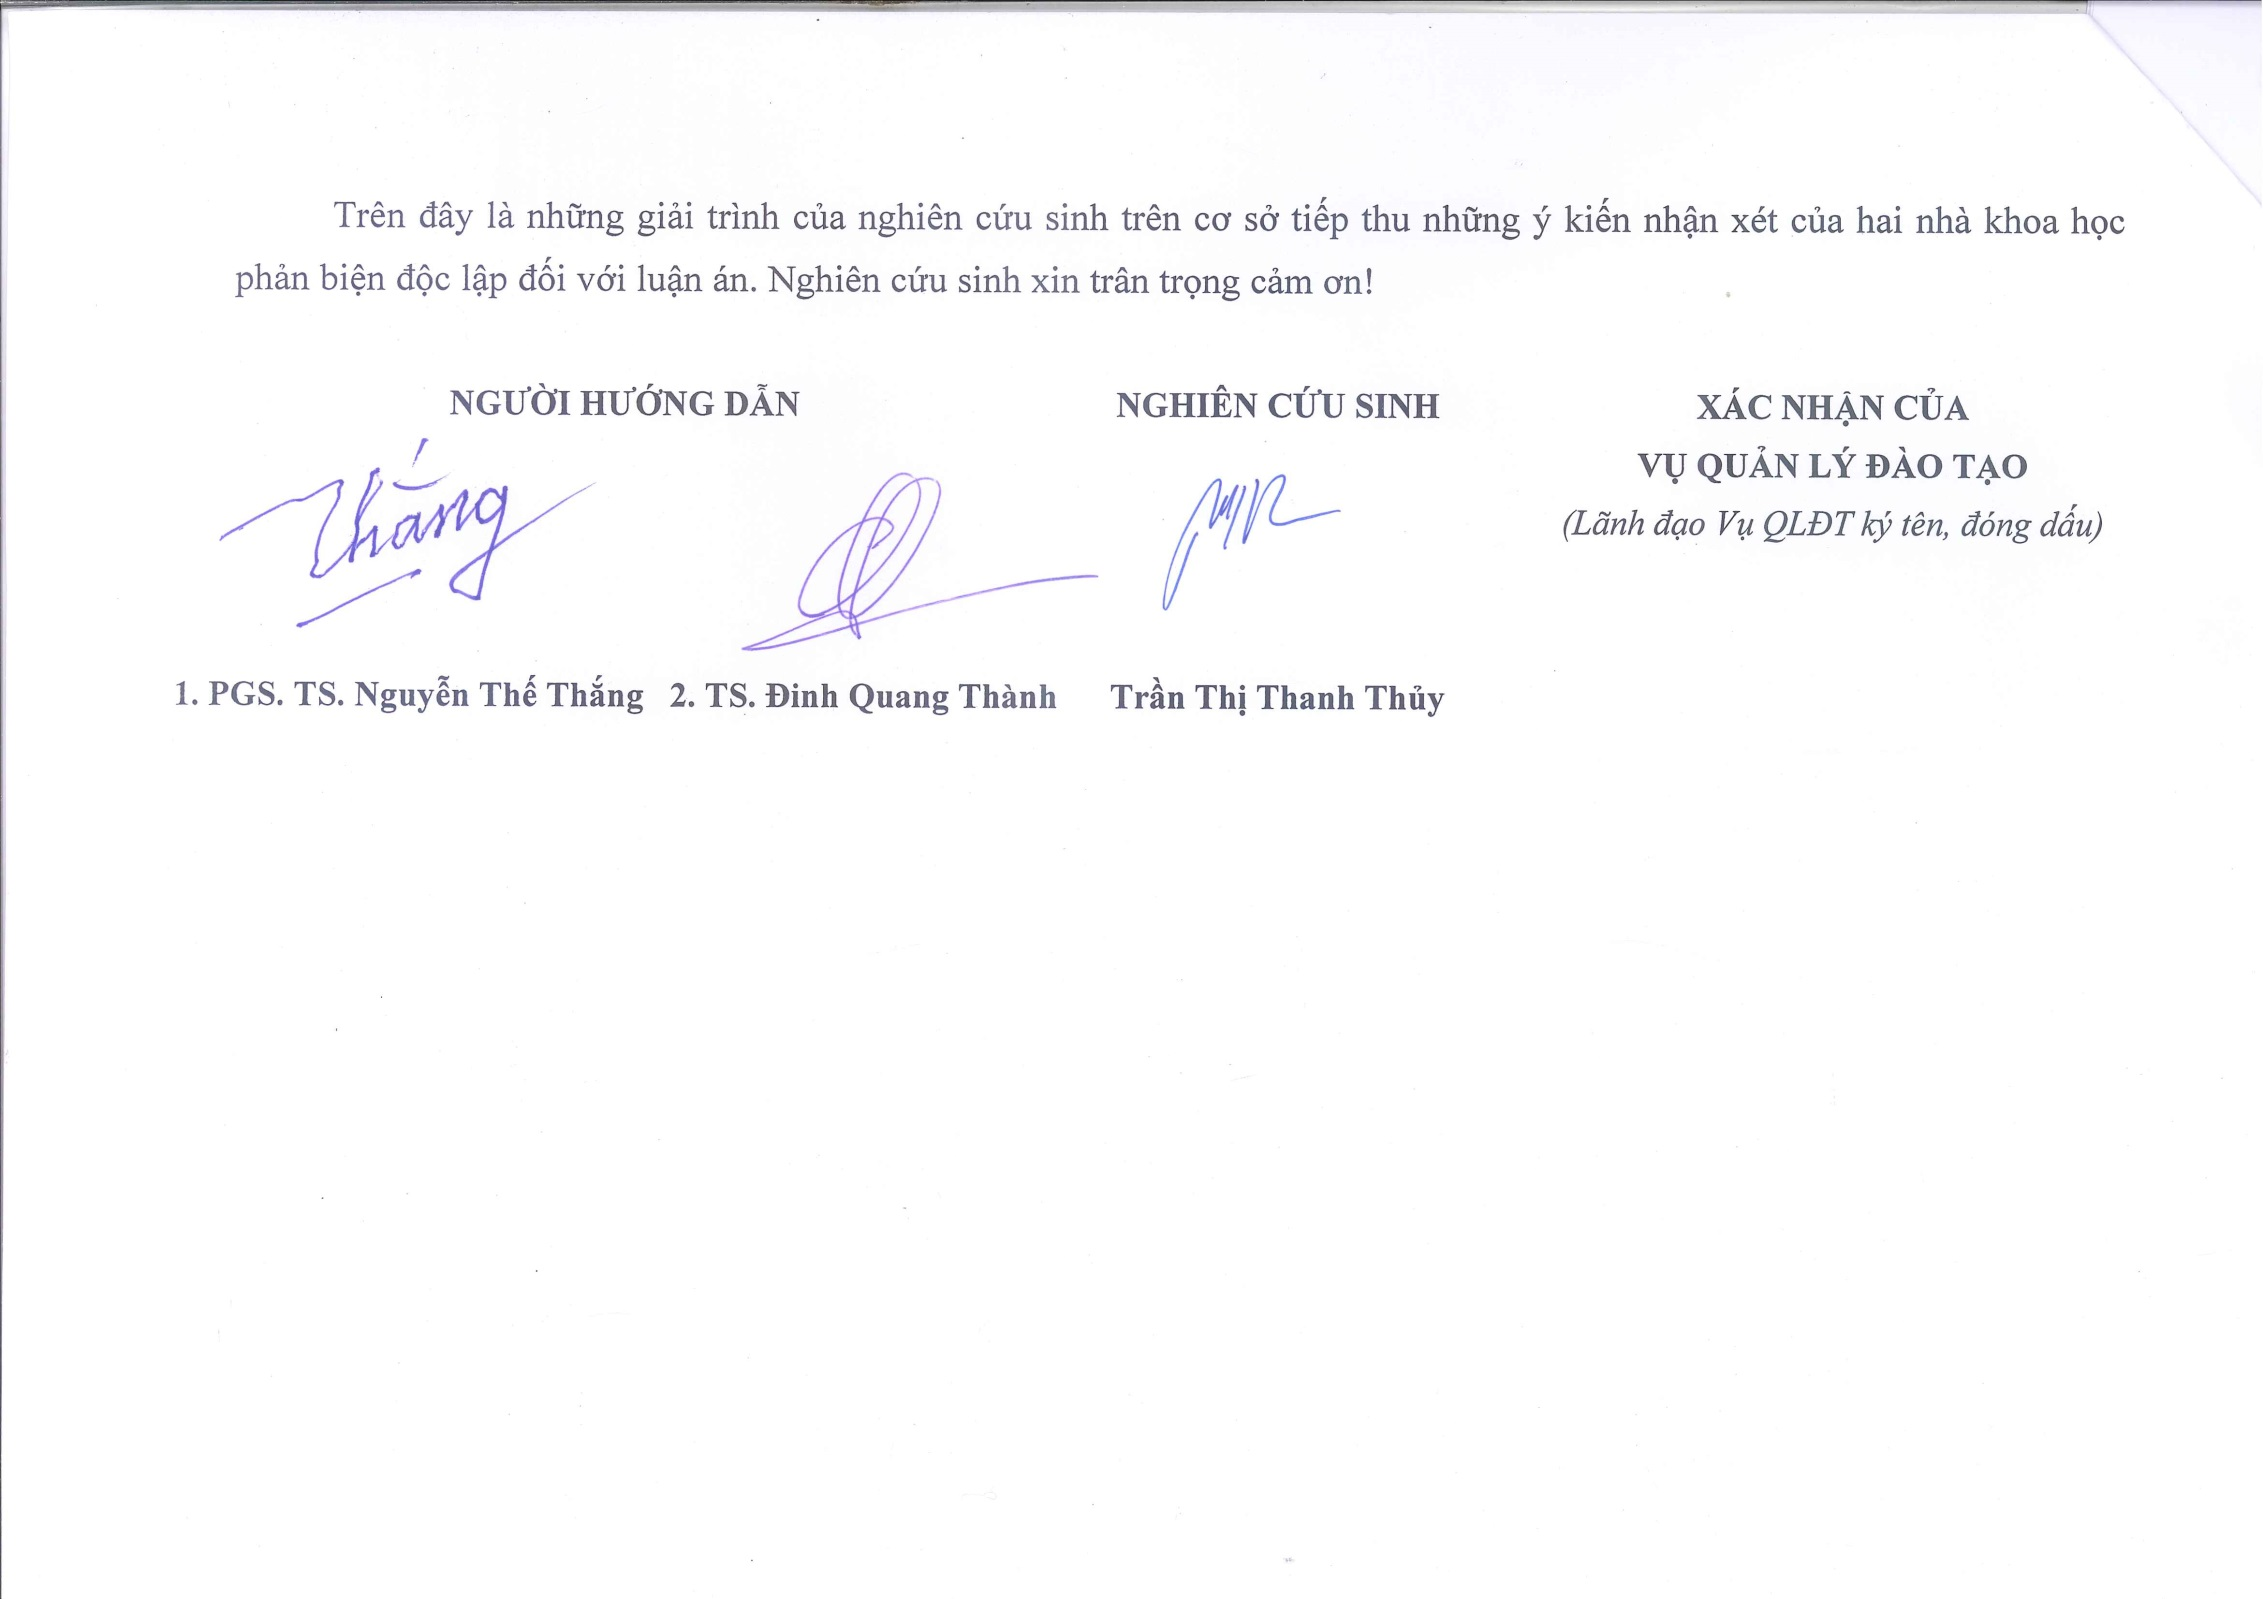 Trên đây là những giải trình của nghiên cứu sinh trên cơ sở tiếp thu những ý kiến nhận xét của hai nhà khoa học
phản biện độc lập đối với luận án. Nghiên cứu sinh xin trân trọng cảm ơn!
NGƯỜI HƯỚNG DẪN
NGHIÊN CỨU SINH
XÁC NHẬN CỦA
VỤ QUẢN LÝ ĐÀO TẠO
(Lãnh đạo Vụ QLĐT ký tên, đóng dấu)
Thắng
1. PGS. TS. Nguyễn Thế Thắng
2. TS. Đinh Quang Thành
Trần Thị Thanh Thủy